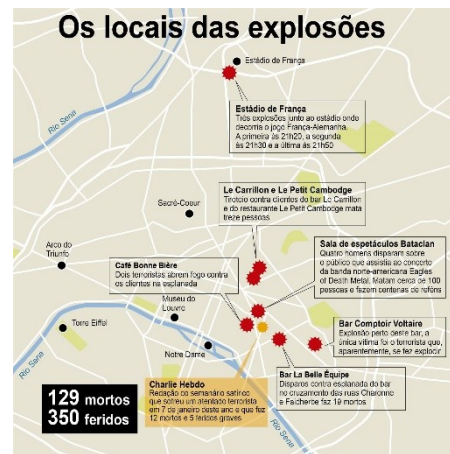 Os locais das explosões
Estádio de França
Rio Sena
Estádio de França
Três explosões junto ao estádio onde
decorria o jogo França-Alemanha.
A primeira às 21h20, a segunda
às 21h30 e a última às 21h50
Le Carrillon e Le Petit Cambodge
Tiroteio contra clientes do bar Le Carrillon
e do restaurante Le Petit Cambodge mata
treze pessoas
Sacré-Coeur
Sala de espetáculos Bataclan
Quatro homens disparam sobre
o público que assistia ao concerto
da banda norte-americana Eagles
of Death Metal. Matam cerca de 100
pessoas e fazem centenas de reféns
Arco do
Triunfo
Café Bonne Bière
Dois terroristas abrem fogo contra
os clientes na esplanada
Museu do
Louvre
Torre Eiffel
Notre Dame
Bar Comptoir Voltaire
Explosão perto deste bar, a
única vítima foi o terrorista que,
aparentemente, se fez explodir
Rio Sena
Bar La Belle Équipe
Disparos contra esplanada do bar
no cruzamento das ruas Charonne
e Faidherbe faz 19 mortos
Charlie Hebdo
Redação do semanário satírico
que sofreu um atentado terrorista
em 7 de janeiro deste ano e que fez
12 mortos e 5 feridos graves
129 mortos
350 feridos
Rio Sena